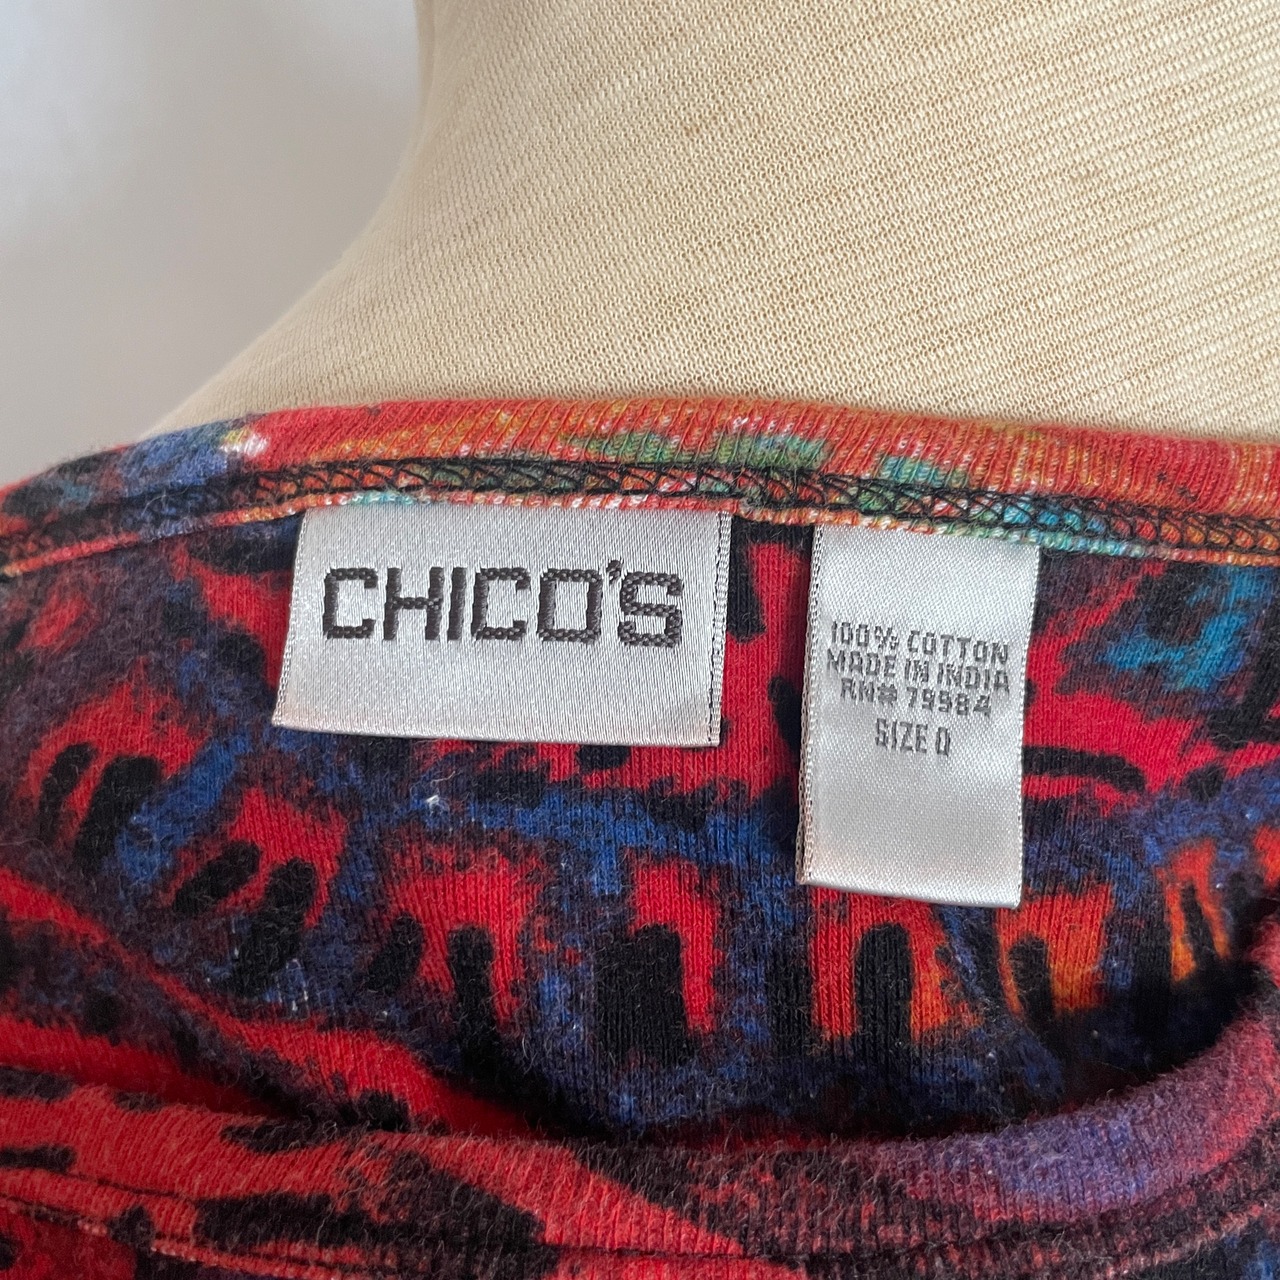 CHICO'S
100% COTTON
MADE IN INDIA
RN# 79984
SIZE 0